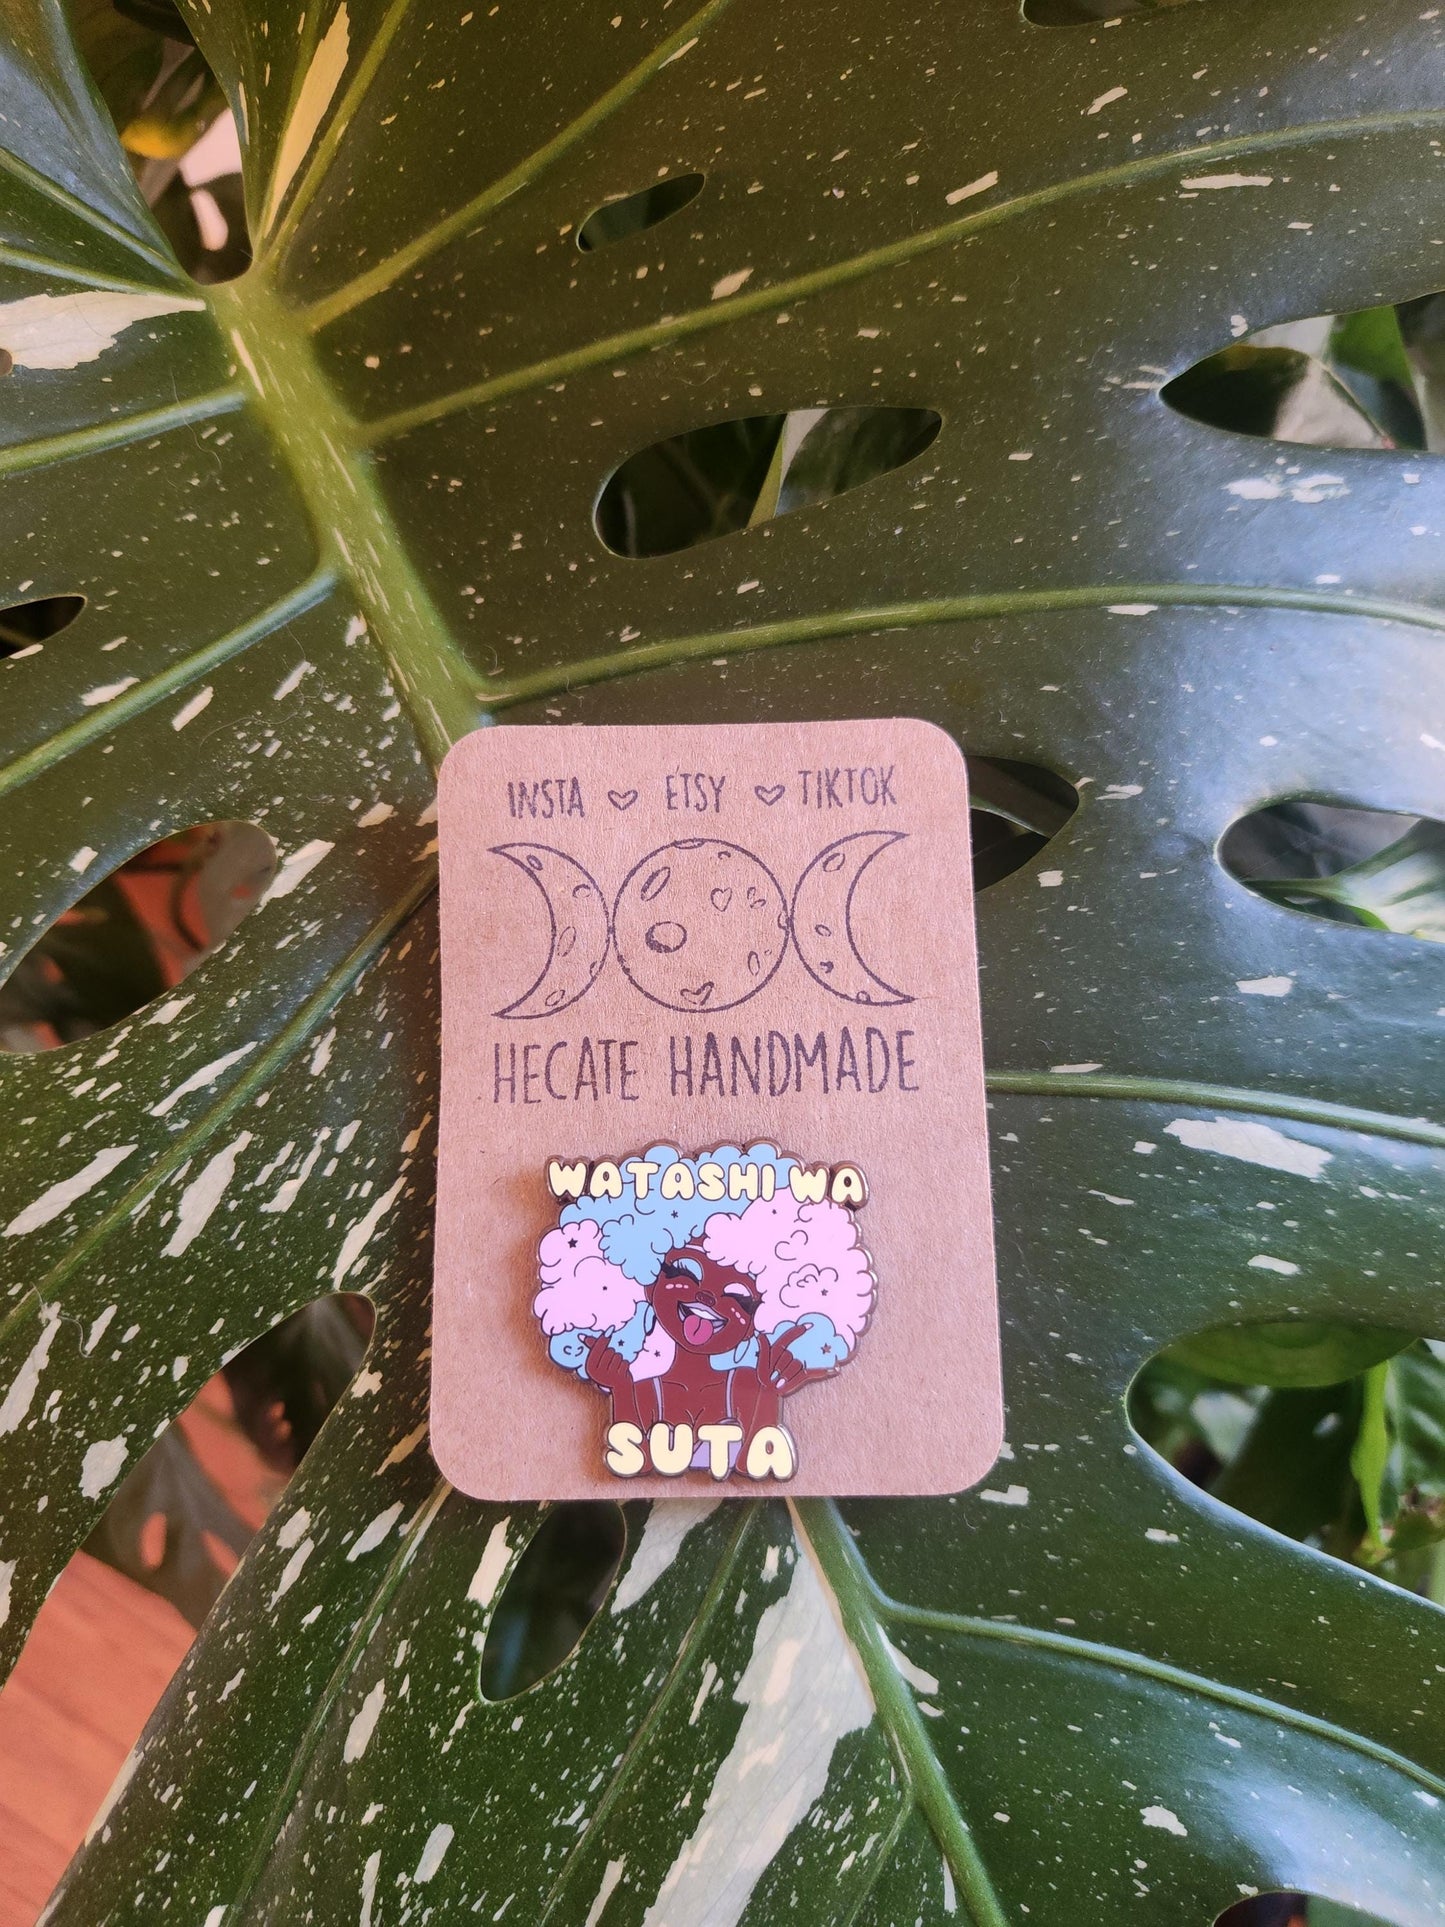 INSTA ♡ ETSY ♡ TIKTOK
HECATE HANDMADE
WATASHI WA
SUTA